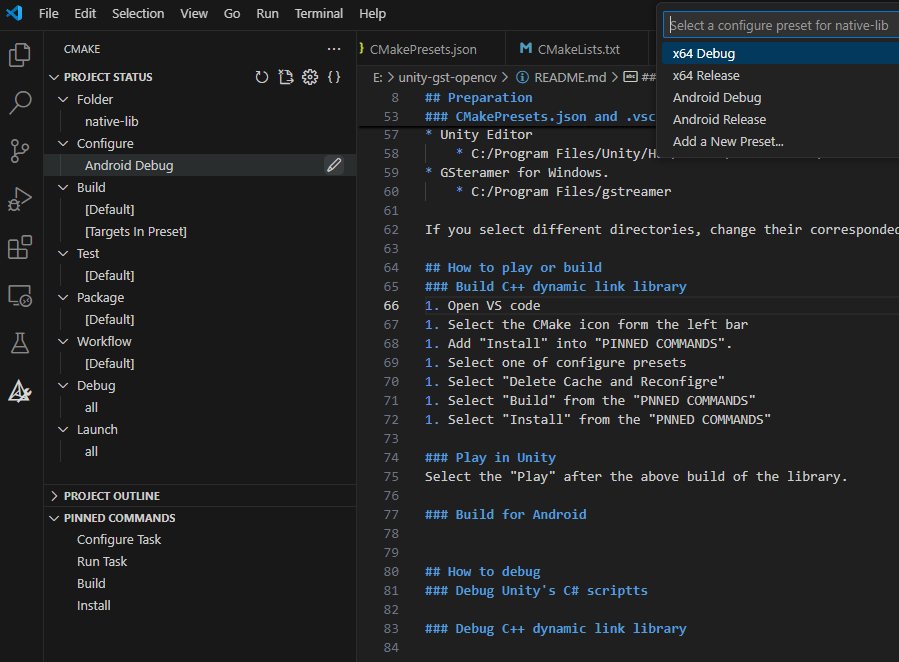 File Edit Selection View Go Run Terminal Help
Select a configure preset for native-lib
x64 Debug
x64 Release
Android Debug
Android Release
Add a New Preset...
CMAKE
PROJECT STATUS
Folder
native-lib
Configure
Android Debug
Build
[Default]
[Targets In Preset]
Test
[Default]
Package
[Default]
Workflow
[Default]
Debug
all
Launch
all
PROJECT OUTLINE
PINNED COMMANDS
Configure Task
Run Task
Build
Install
CMakePresets.json
M CMakeLists.txt
E: > unity-gst-opencv > README.md > ##
8 ## Preparation
53 ### CMakePresets.json and .vsc
57 * Unity Editor
58 * C:/Program Files/Unity/
59 * GSteramer for Windows.
60 * C:/Program Files/gstreamer
61
62 If you select different directories, change their corresponded
63
64 ## How to play or build
65 ### Build C++ dynamic link library
66 1. Open VS code
67 1. Select the CMake icon form the left bar
68 1. Add "Install" into "PINNED COMMANDS".
69 1. Select one of configure presets
70 1. Select "Delete Cache and Reconfigre"
71 1. Select "Build" from the "PNNED COMMANDS"
72 1. Select "Install" from the "PNNED COMMANDS"
73
74 ### Play in Unity
75 Select the "Play" after the above build of the library.
76
77 ### Build for Android
78
79
80 ## How to debug
81 ### Debug Unity's C# scriptts
82
83 ### Debug C++ dynamic link library
84